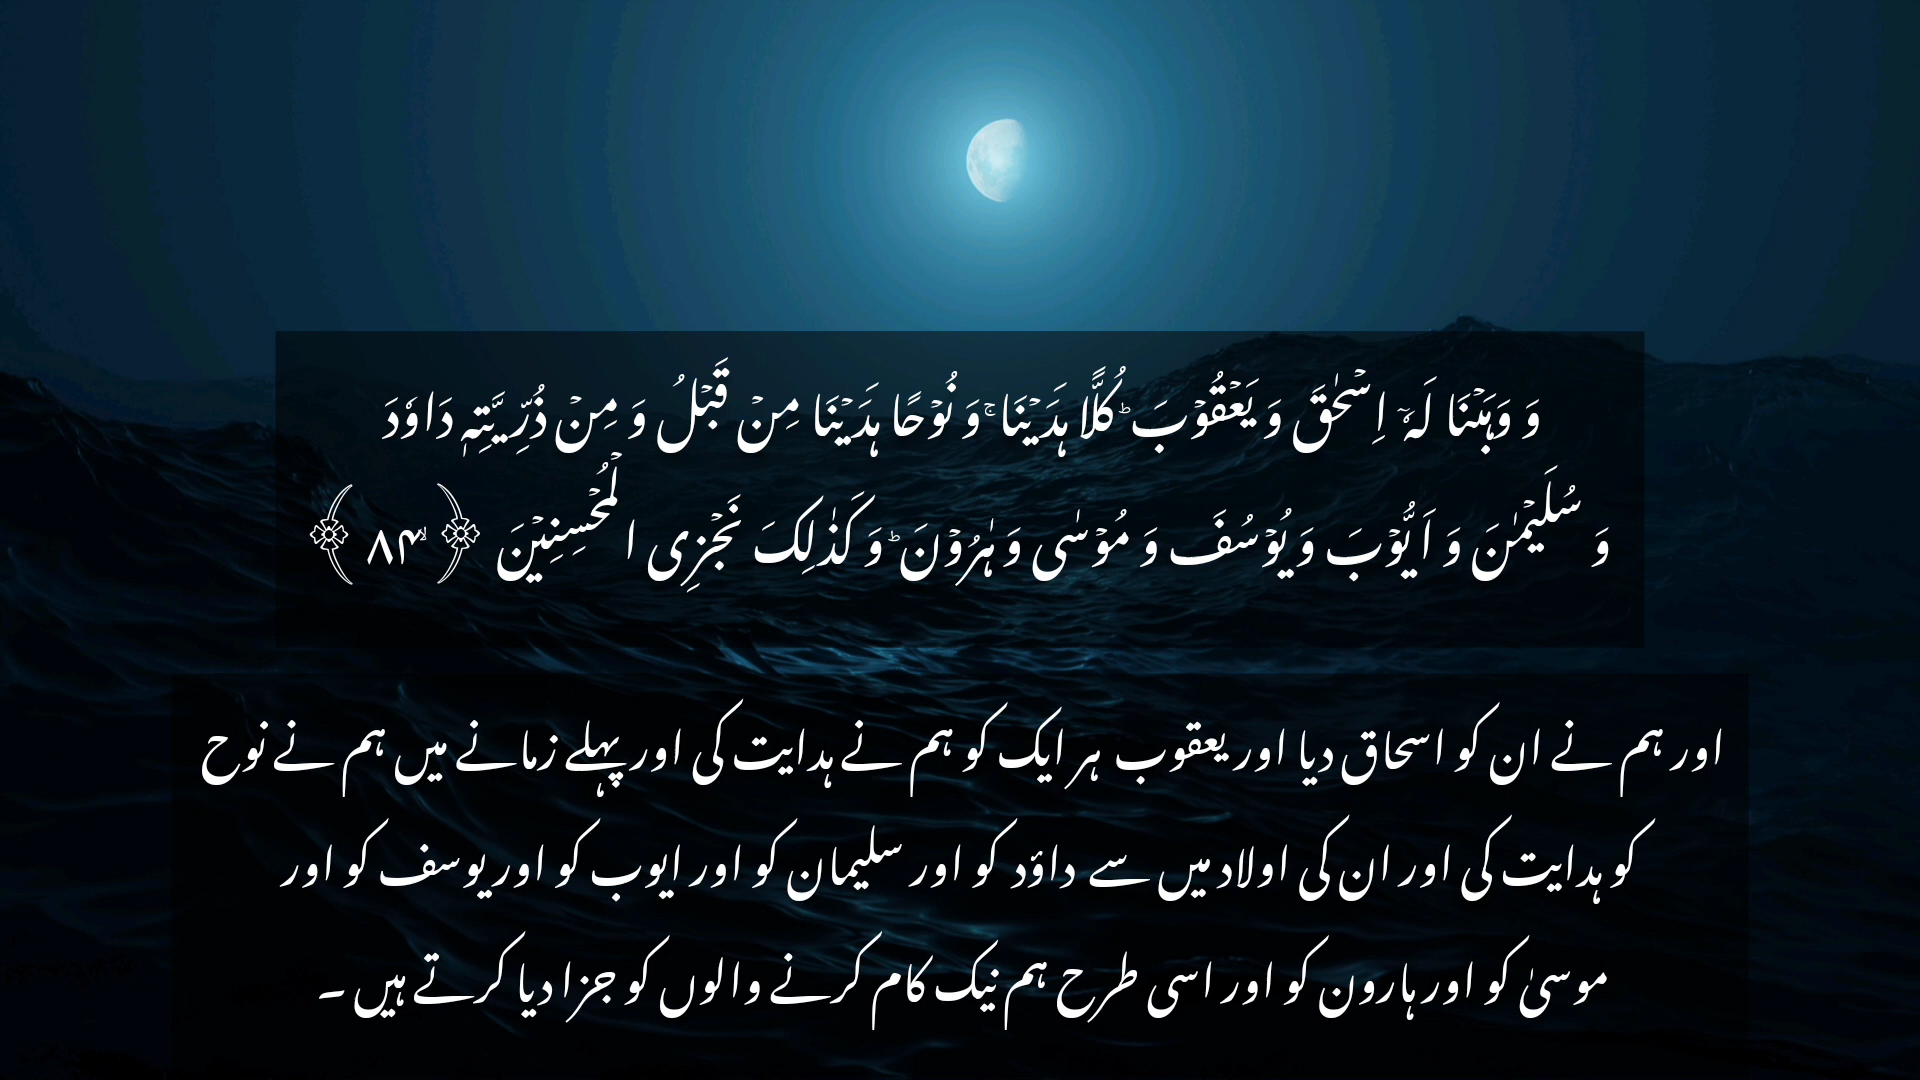 وَ وَہَبۡنَا لَہٗۤ اِسۡحٰقَ وَ یَعۡقُوۡبَ ؕ کُلًّا ہَدَیۡنَا ۚ وَ نُوۡحًا ہَدَیۡنَا مِنۡ قَبۡلُ وَ مِنۡ ذُرِّیَّتِہٖ دَاوٗدَ
وَ سُلَیۡمٰنَ وَ اَیُّوۡبَ وَ یُوۡسُفَ وَ مُوۡسٰی وَ ہٰرُوۡنَ ؕ وَ کَذٰلِکَ نَجۡزِی الۡمُحۡسِنِیۡنَ ﴿ۙ۸۴﴾
اور ہم نے ان کو اسحاق دیا اور یعقوب ہر ایک کو ہم نے ہدایت کی اور پہلے زمانے میں ہم نے نوح
کو ہدایت کی اور ان کی اولاد میں سے داؤد کو اور سلیمان کو اور ایوب کو اور یوسف کو اور
موسیٰ کو اور ہارون کو اور اسی طرح ہم نیک کام کرنے والوں کو جزا دیا کرتے ہیں ۔